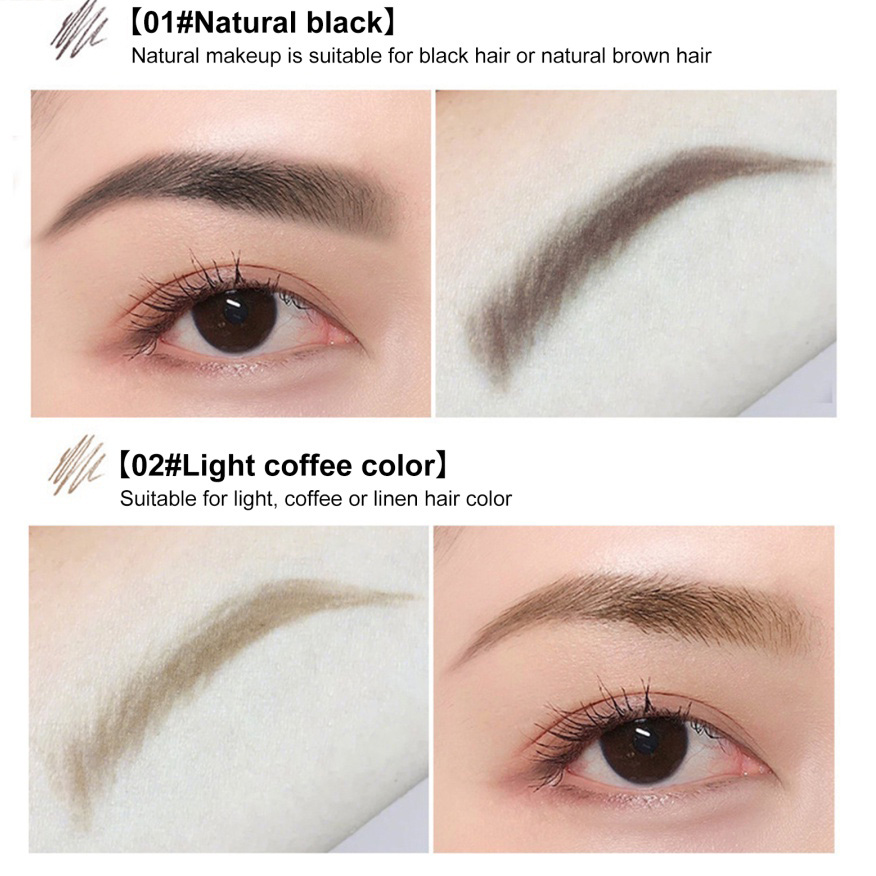 【01#Natural black】
Natural makeup is suitable for black hair or natural brown hair
【02#Light coffee color】
Suitable for light, coffee or linen hair color